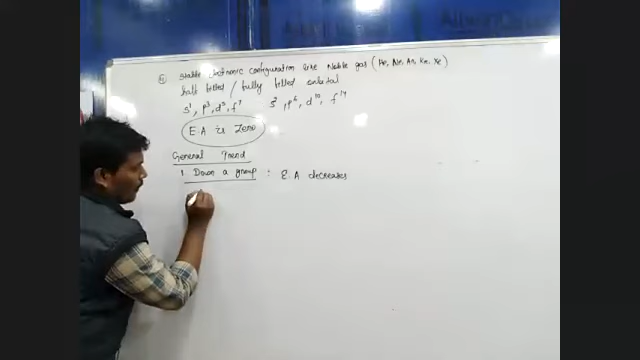 Stable electronic configuration like Noble gas (He, Ne, Ar, Kr, Xe)
half filled / fully filled orbital
s¹, p³, d⁵, f⁷ s², p⁶, d¹⁰, f¹⁴
E.A is Zero
General Trend
1. Down a group : E.A decreases